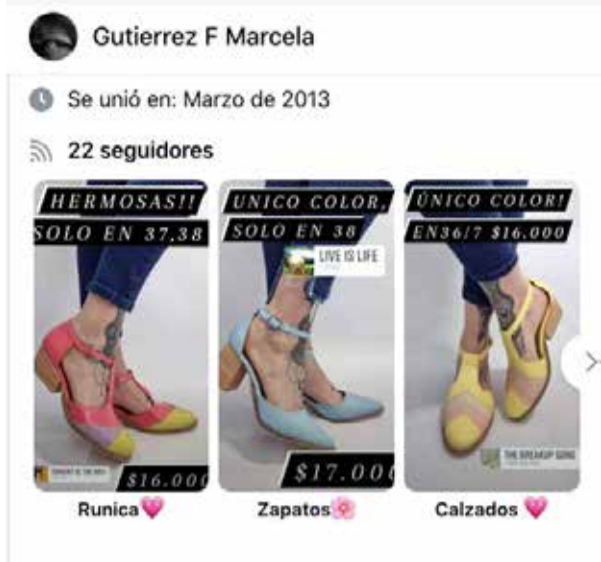 Gutierrez F Marcela
Se unió en: Marzo de 2013
22 seguidores
HERMOSAS!!
SOLO EN 37,38
$16.000
Runica
UNICO COLOR,
SOLO EN 38
LIVE IS LIFE
$17.000
Zapatos
ÚNICO COLOR!
EN36/7 $16.000
THE BREAKUP SONG
Calzados